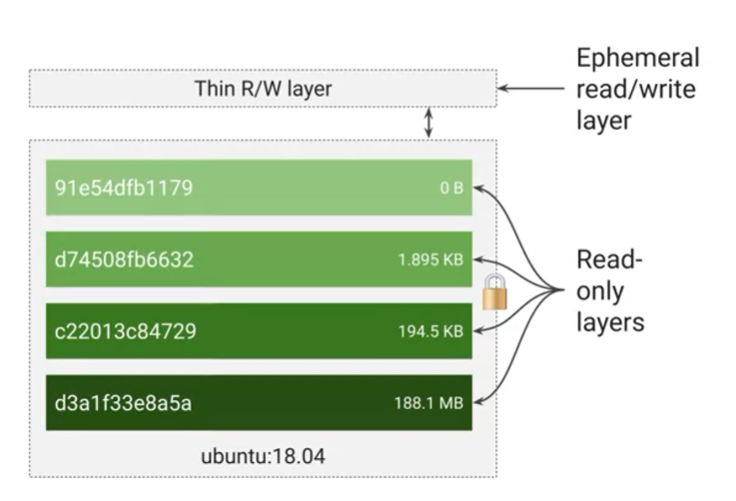 Thin R/W layer
Ephemeral
read/write
layer
91e54dfb1179 0 B
d74508fb6632 1.895 KB
c22013c84729 194.5 KB
d3a1f33e8a5a 188.1 MB
ubuntu:18.04
Read-
only
layers